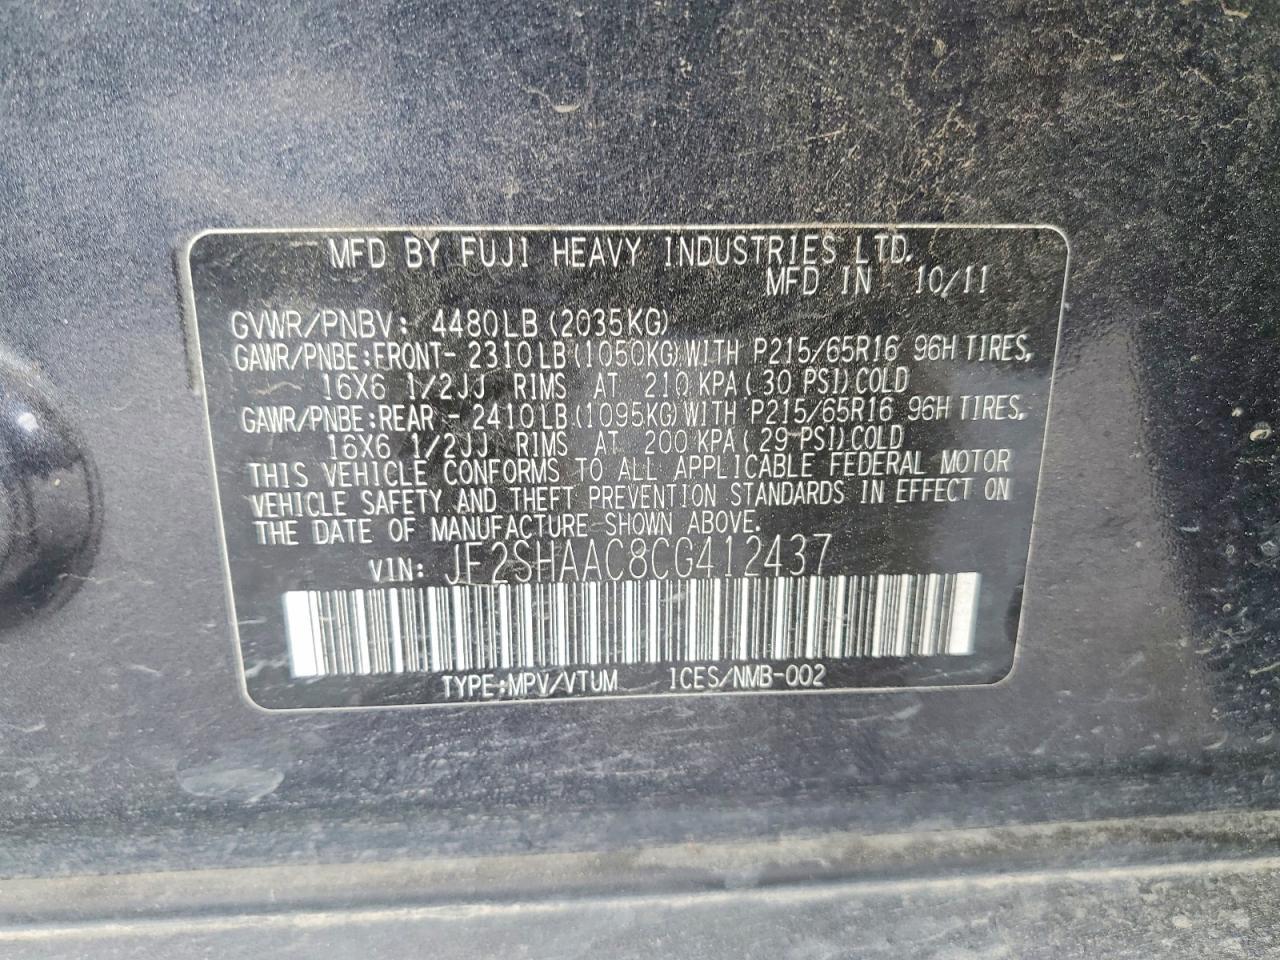 MFD BY FUJI HEAVY INDUSTRIES LTD.
MFD IN 10/11
GVWR/PNBV: 4480LB(2035KG)
GAWR/PNBE:FRONT- 2310LB(1050KG)WITH P215/65R16 96H TIRES,
16X6 1/2JJ RIMS AT 210KPA(30 PSI)COLD
GAWR/PNBE:REAR - 2410LB(1095KG)WITH P215/65R16 96H TIRES,
16X6 1/2JJ RIMS AT 200KPA(29 PSI)COLD
THIS VEHICLE CONFORMS TO ALL APPLICABLE FEDERAL MOTOR
VEHICLE SAFETY AND THEFT PREVENTION STANDARDS IN EFFECT ON
THE DATE OF MANUFACTURE SHOWN ABOVE.
VIN: JF2SHAAC8CG412437
TYPE:MPV/VTUM ICES/NMB-002